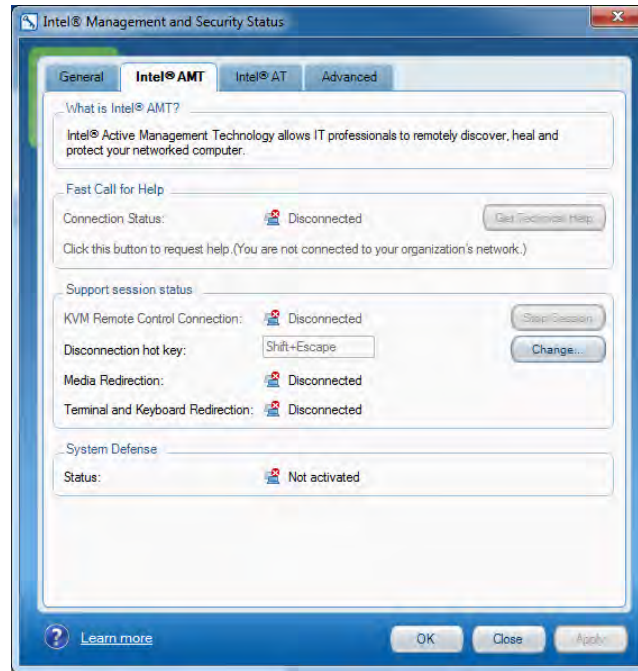 Intel® Management and Security Status
General Intel® AMT Intel® AT Advanced
What is Intel® AMT?
Intel® Active Management Technology allows IT professionals to remotely discover, heal and
protect your networked computer.
Fast Call for Help
Connection Status: Disconnected Get Technical Help
Click this button to request help.(You are not connected to your organization's network.)
Support session status
KVM Remote Control Connection: Disconnected Stop Session
Disconnection hot key: Shift+Escape Change...
Media Redirection: Disconnected
Terminal and Keyboard Redirection: Disconnected
System Defense
Status: Not activated
Learn more OK Close Apply